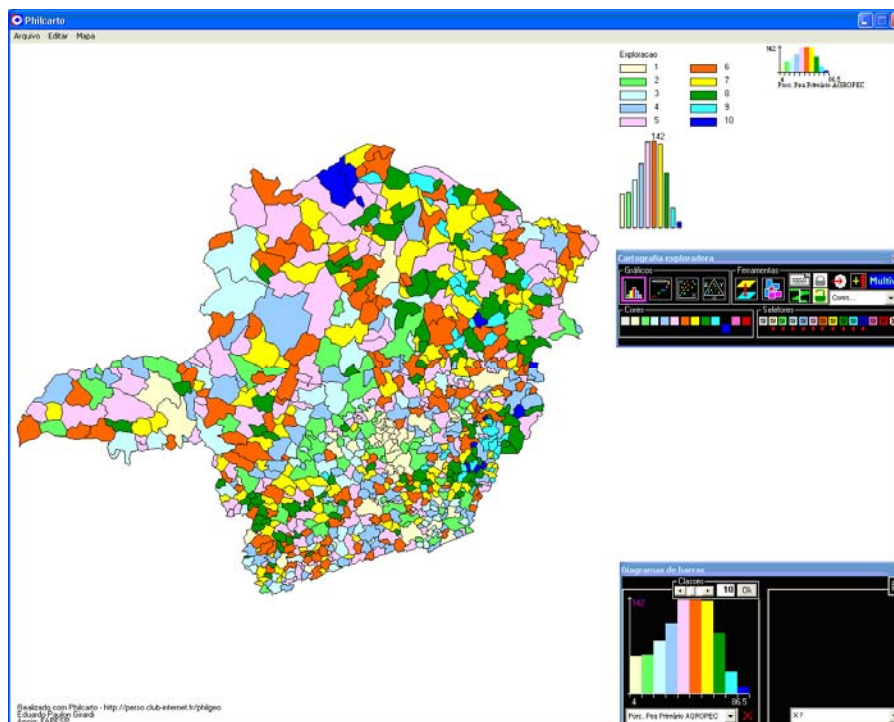 Philcarto
Arquivo Editar Mapa
Exploracao
1 6
2 7
3 8
4 9
5 10
142
142
4 86.5
Porc. Pea Primário AGROPEC
Cartografia exploradora
Gráficos Ferramentas
Multiv
Cores...
Cores Seletores
Diagramas de barras
Classes
10 Ok
142
4 86.5
Porc. Pea Primário AGROPEC
X ?
Realizado com Philcarto - http://perso.club-internet.fr/philgeo
Eduardo Paulon Girardi